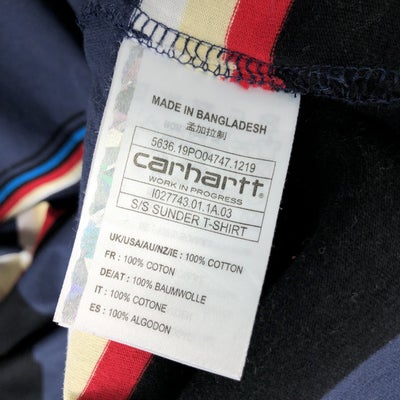 MADE IN BANGLADESH
孟加拉制
5636.19PO04747.1219
carhartt
WORK IN PROGRESS
I027743.01.1A.03
S/S SUNDER T-SHIRT
UK/USA/AU/NZ/IE : 100% COTTON
FR : 100% COTON
DE/AT : 100% BAUMWOLLE
IT : 100% COTONE
ES : 100% ALGODON